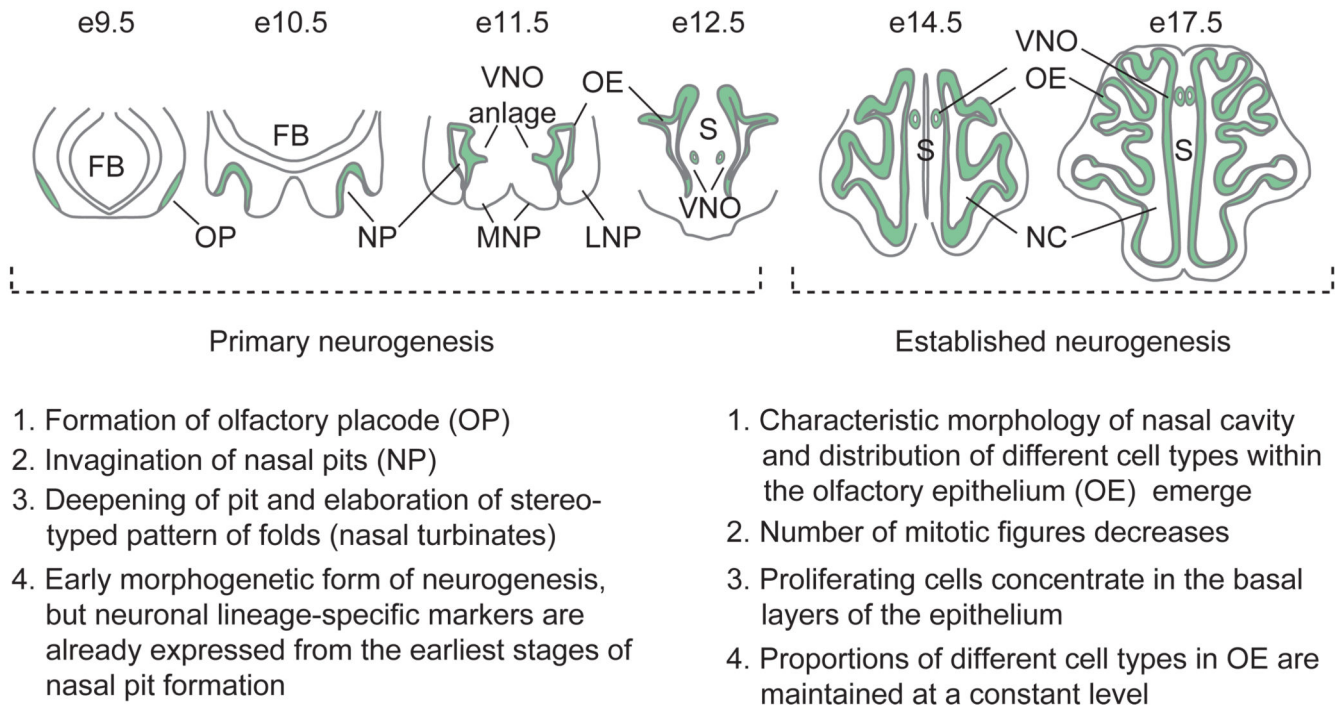 e9.5 e10.5 e11.5 e12.5 e14.5 e17.5
VNO
VNO
anlage
OE
OE
FB
FB
S
S
S
VNO
OP
NP
MNP
LNP
NC
Primary neurogenesis
1. Formation of olfactory placode (OP)
2. Invagination of nasal pits (NP)
3. Deepening of pit and elaboration of stereo-
typed pattern of folds (nasal turbinates)
4. Early morphogenetic form of neurogenesis,
but neuronal lineage-specific markers are
already expressed from the earliest stages of
nasal pit formation
Established neurogenesis
1. Characteristic morphology of nasal cavity
and distribution of different cell types within
the olfactory epithelium (OE) emerge
2. Number of mitotic figures decreases
3. Proliferating cells concentrate in the basal
layers of the epithelium
4. Proportions of different cell types in OE are
maintained at a constant level